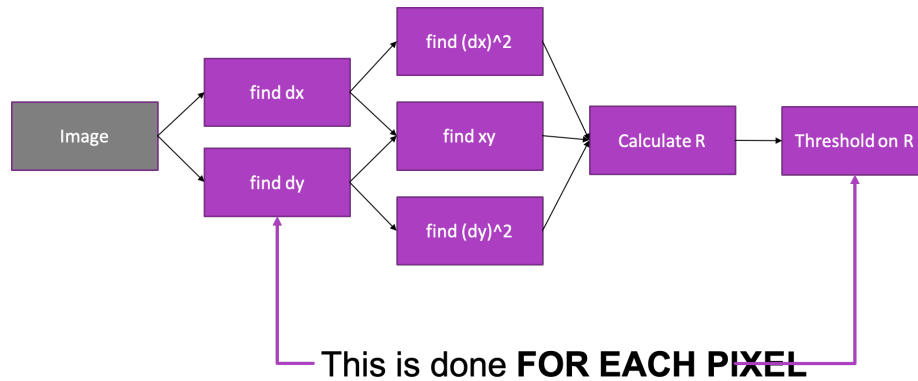 Image
find dx
find dy
find (dx)^2
find xy
find (dy)^2
Calculate R
Threshold on R
This is done FOR EACH PIXEL